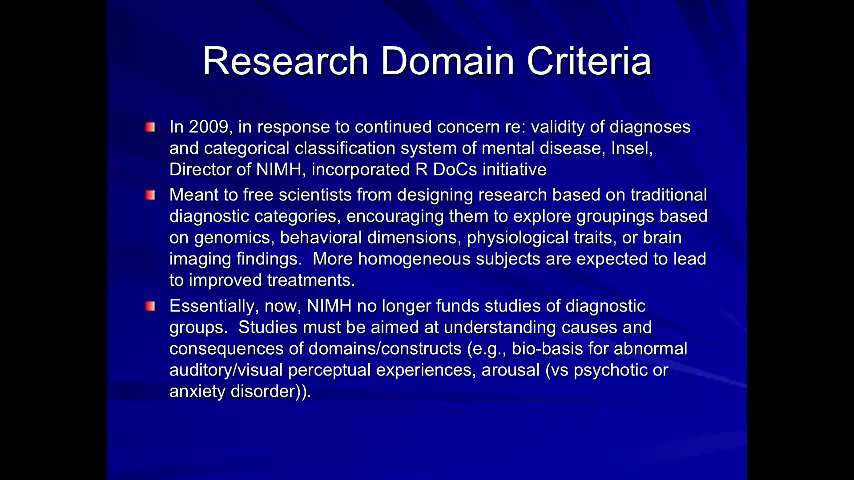 Research Domain Criteria
In 2009, in response to continued concern re: validity of diagnoses
and categorical classification system of mental disease, Insel,
Director of NIMH, incorporated R DoCs initiative
Meant to free scientists from designing research based on traditional
diagnostic categories, encouraging them to explore groupings based
on genomics, behavioral dimensions, physiological traits, or brain
imaging findings. More homogeneous subjects are expected to lead
to improved treatments.
Essentially, now, NIMH no longer funds studies of diagnostic
groups. Studies must be aimed at understanding causes and
consequences of domains/constructs (e.g., bio-basis for abnormal
auditory/visual perceptual experiences, arousal (vs psychotic or
anxiety disorder)).